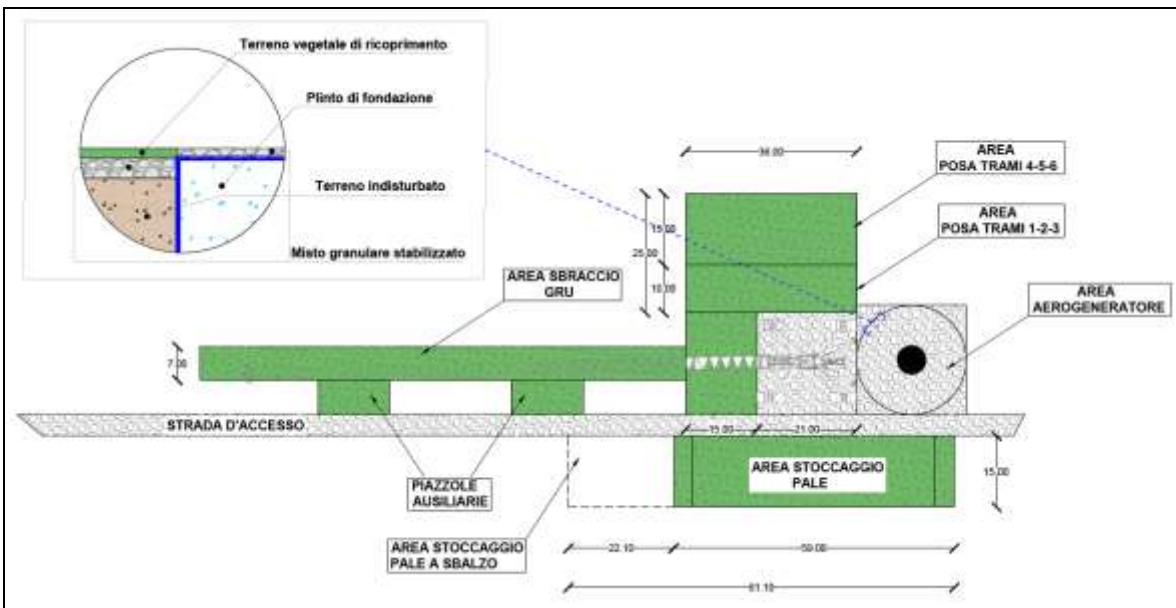 Terreno vegetale di ricoprimento
Plinto di fondazione
Terreno indisturbato
Misto granulare stabilizzato
36.00
AREA
POSA TRAMI 4-5-6
AREA
POSA TRAMI 1-2-3
15.00
25.00
10.00
AREA SBRACCIO
GRU
AREA
AEROGENERATORE
7.00
STRADA D'ACCESSO
15.00
21.00
AREA STOCCAGGIO
PALE
15.00
PIAZZOLE
AUSILIARIE
AREA STOCCAGGIO
PALE A SBALZO
22.10
59.00
81.10